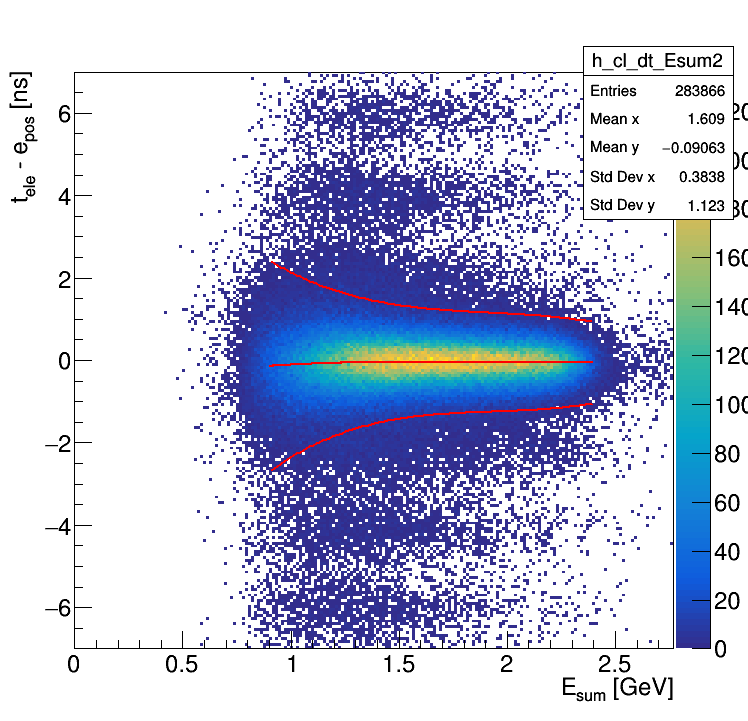 h_cl_dt_Esum2
Entries 283866
Mean x 1.609
Mean y −0.09063
Std Dev x 0.3838
Std Dev y 1.123
t_ele - e_pos [ns]
6
4
2
0
−2
−4
−6
0 0.5 1 1.5 2 2.5
E_sum [GeV]
160
140
120
100
80
60
40
20
0